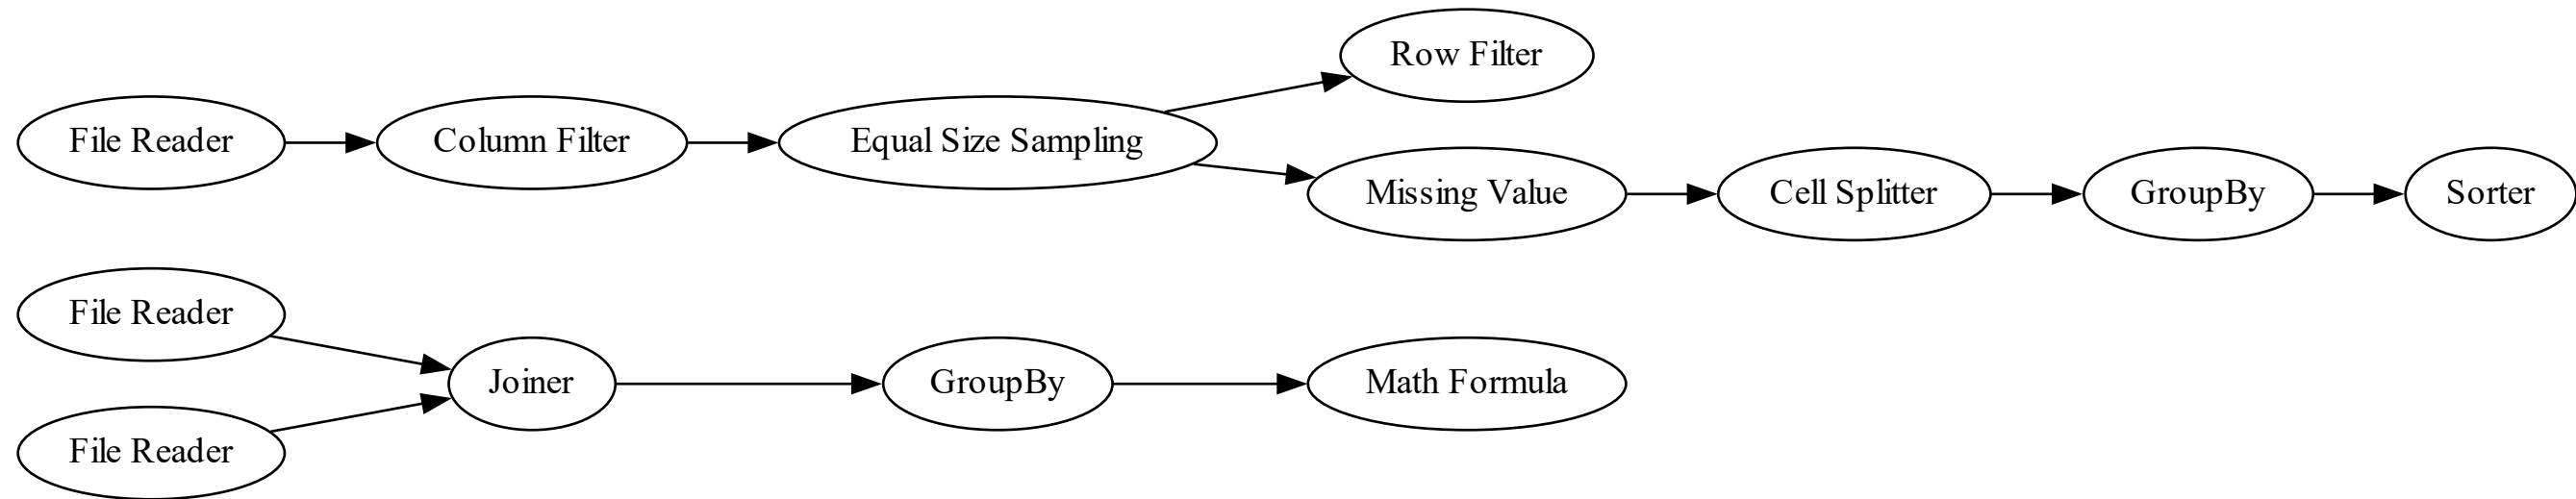 Row Filter
File Reader
Column Filter
Equal Size Sampling
Missing Value
Cell Splitter
GroupBy
Sorter
File Reader
Joiner
GroupBy
Math Formula
File Reader